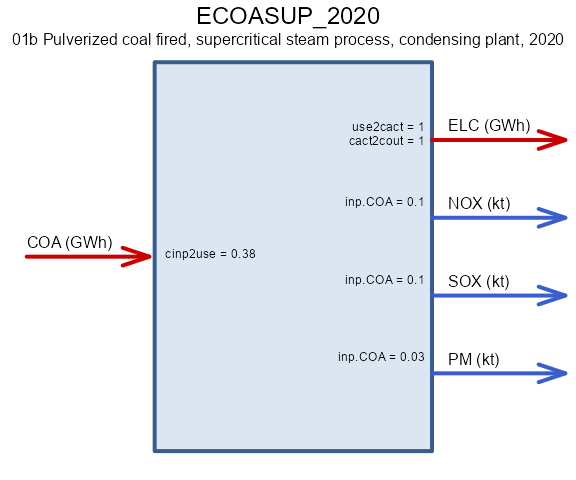 ECOASUP_2020
01b Pulverized coal fired, supercritical steam process, condensing plant, 2020
use2cact = 1
cact2cout = 1
ELC (GWh)
inp.COA = 0.1
NOX (kt)
COA (GWh)
cinp2use = 0.38
inp.COA = 0.1
SOX (kt)
inp.COA = 0.03
PM (kt)